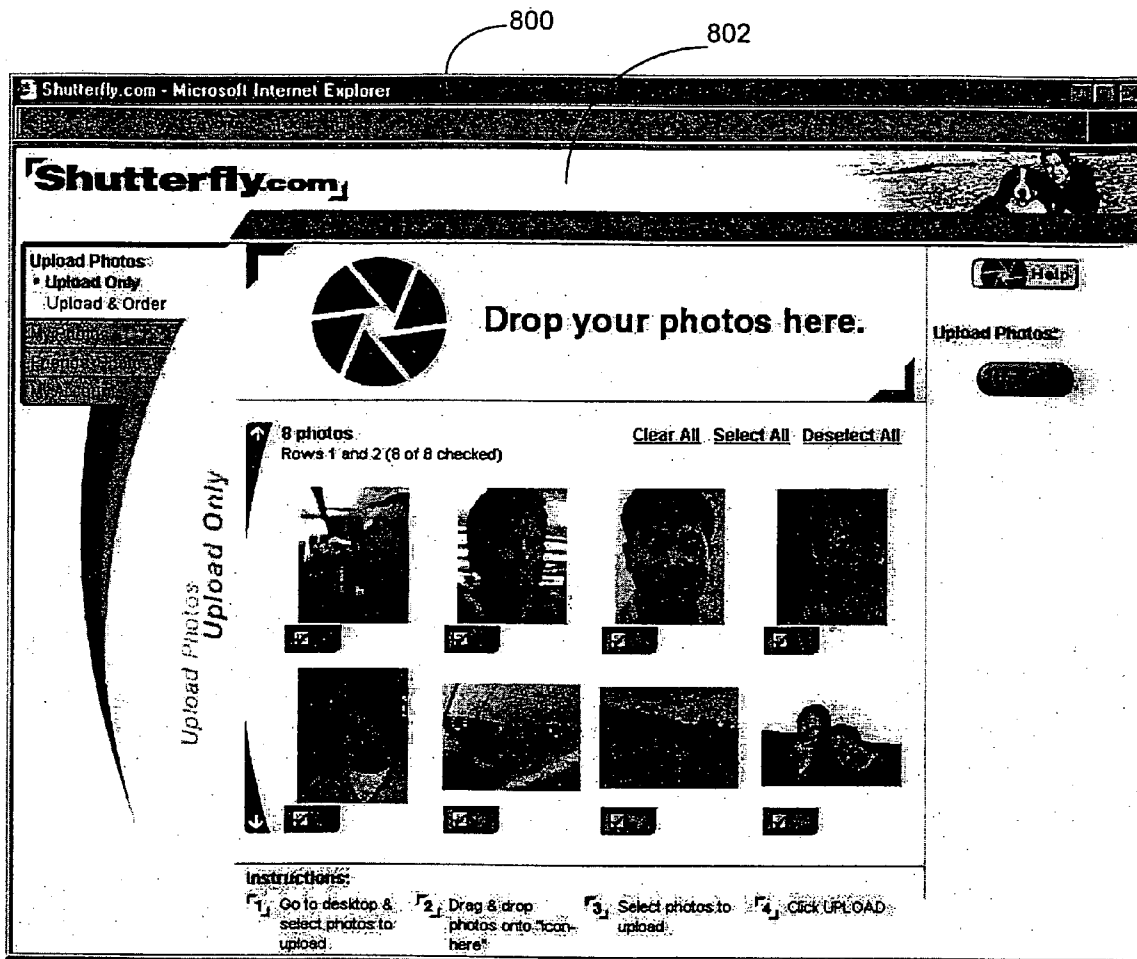 800
802
Shutterfly.com - Microsoft Internet Explorer
Shutterfly.com
Upload Photos:
• Upload Only
Upload & Order
Drop your photos here.
Help
Upload Photos:
8 photos
Rows 1 and 2 (8 of 8 checked)
Clear All Select All Deselect All
Upload Photos:
Upload Only
Instructions:
1 Go to desktop & select photos to upload
2 Drag & drop photos onto "icon-here"
3 Select photos to upload
4 Click UPLOAD